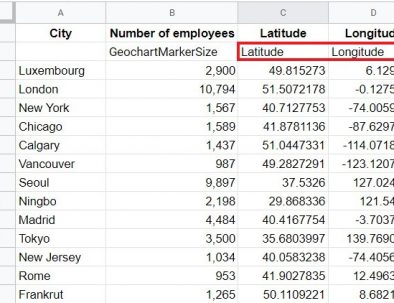 A B C D
City Number of employees Latitude Longitud
GeochartMarkerSize Latitude Longitude
Luxembourg 2,900 49.815273 6.129
London 10,794 51.5072178 -0.1275
New York 1,567 40.7127753 -74.0059
Chicago 1,589 41.8781136 -87.6297
Calgary 1,437 51.0447331 -114.0718
Vancouver 987 49.2827291 -123.1207
Seoul 9,897 37.5326 127.024
Ningbo 2,198 29.868336 121.54
Madrid 4,484 40.4167754 -3.7037
Tokyo 3,500 35.6803997 139.7690
New Jersey 1,034 40.0583238 -74.4056
Rome 953 41.9027835 12.4963
Frankrut 1,265 50.1109221 8.6821